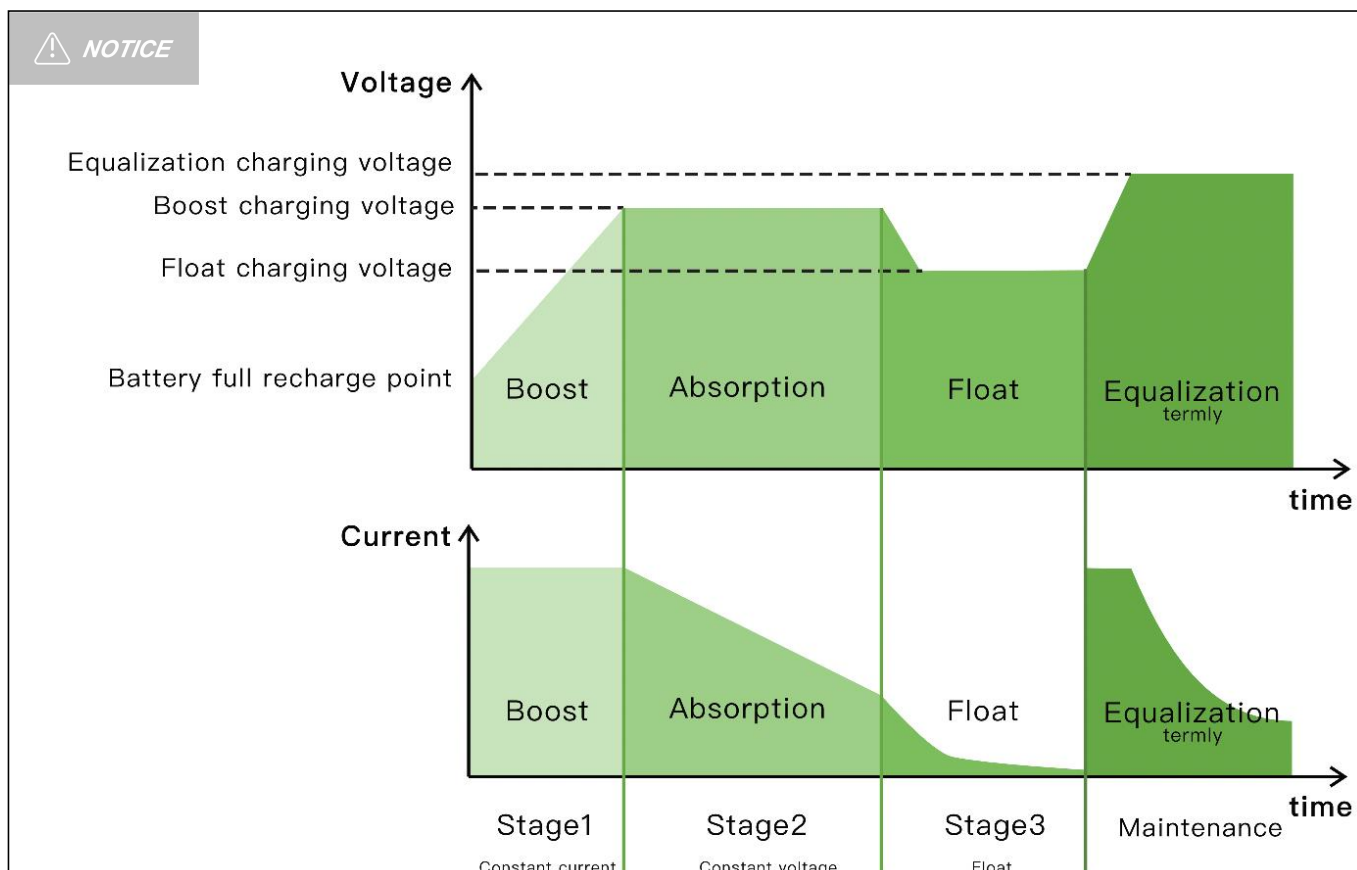 NOTICE
Voltage
Equalization charging voltage
Boost charging voltage
Float charging voltage
Battery full recharge point
Boost
Absorption
Float
Equalization
termly
time
Current
Boost
Absorption
Float
Equalization
termly
time
Stage1
Stage2
Stage3
Maintenance
Constant current
Constant voltage
Float